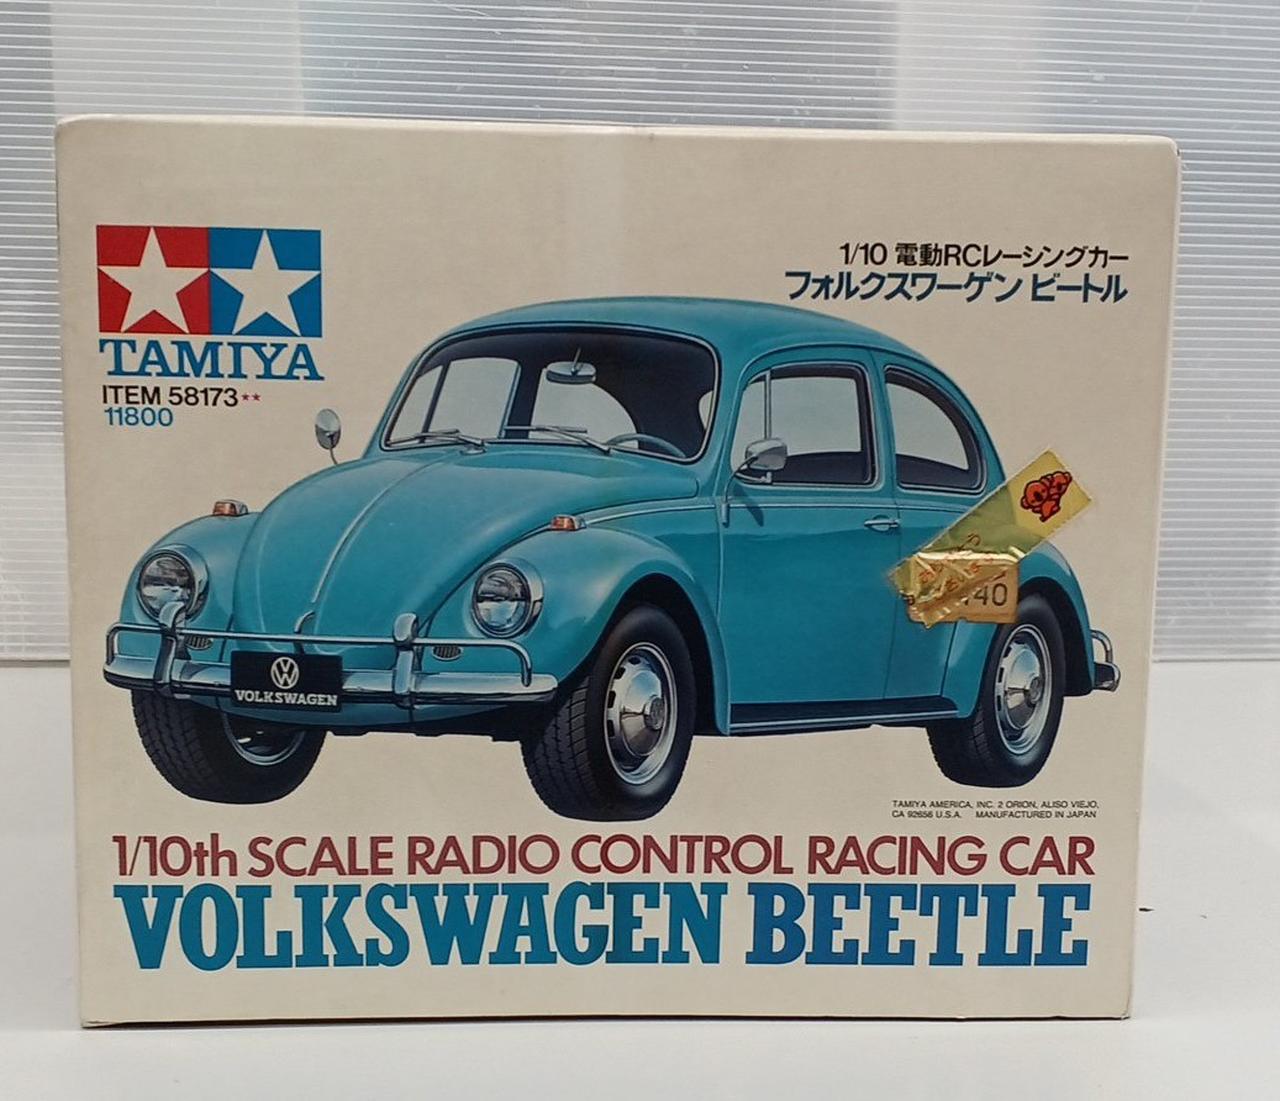 TAMIYA
ITEM 58173**
11800
1/10 電動RCレーシングカー
フォルクスワーゲン ビートル
40
VOLKSWAGEN
TAMIYA AMERICA, INC. 2 ORION, ALISO VIEJO,
CA 92656 U.S.A. MANUFACTURED IN JAPAN
1/10th SCALE RADIO CONTROL RACING CAR
VOLKSWAGEN BEETLE